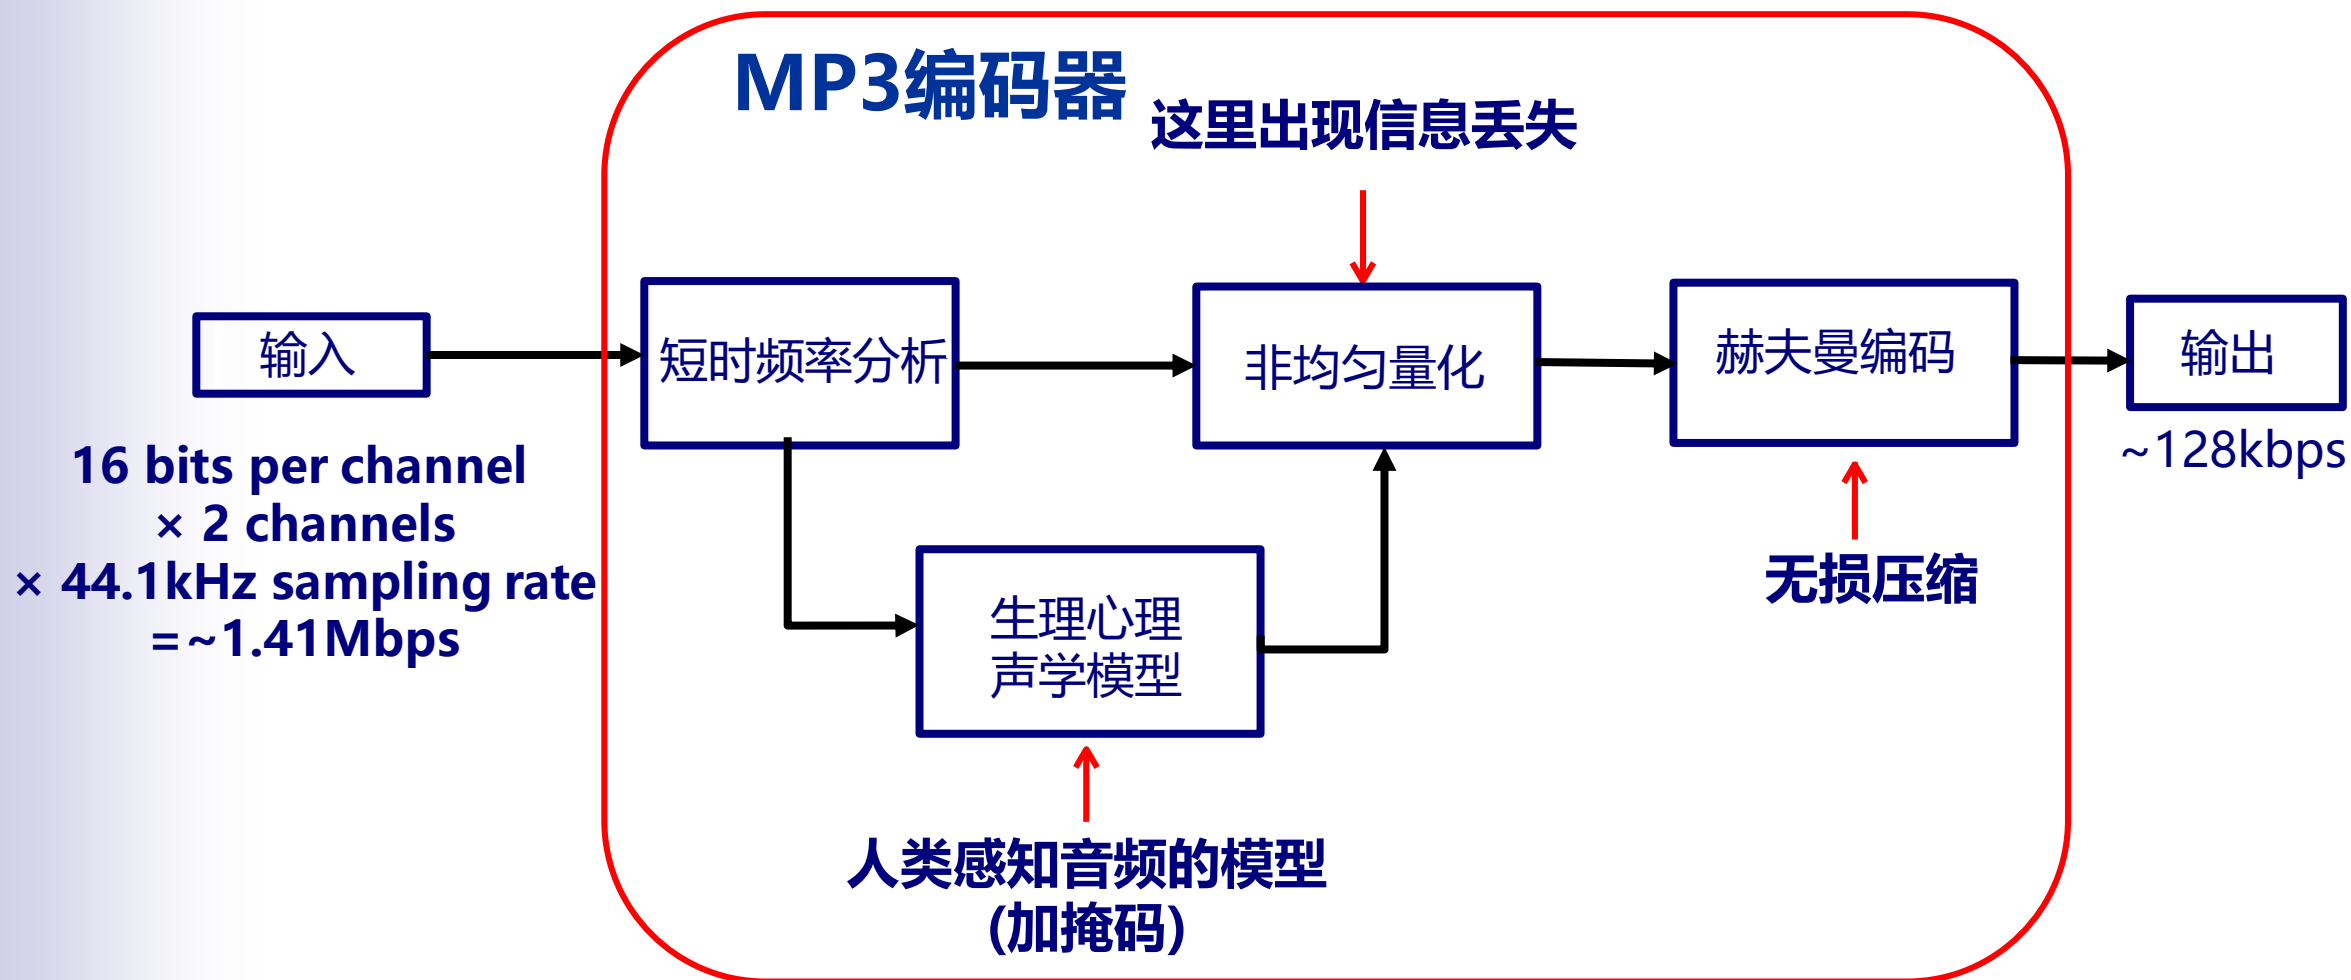 MP3编码器
这里出现信息丢失
输入
短时频率分析
非均匀量化
赫夫曼编码
输出
~128kbps
16 bits per channel
× 2 channels
× 44.1kHz sampling rate
=~1.41Mbps
生理心理
声学模型
无损压缩
人类感知音频的模型
(加掩码)